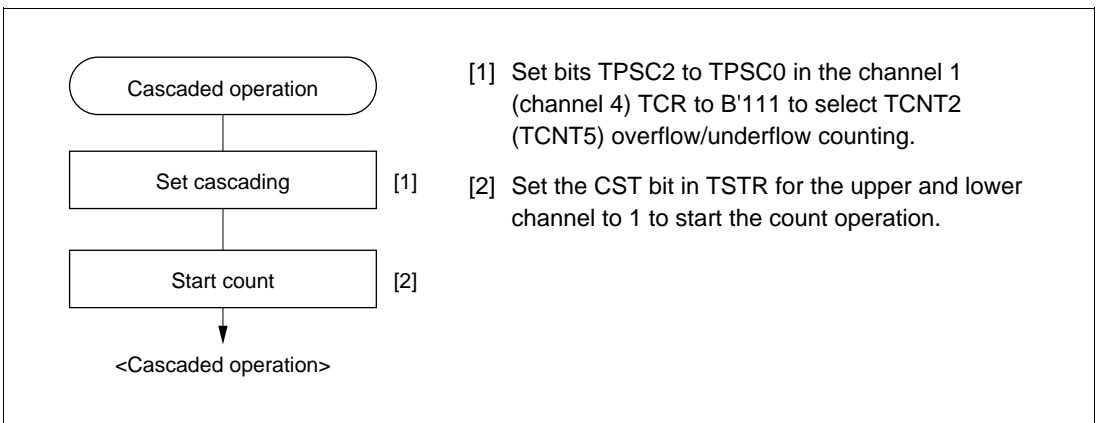 Cascaded operation
Set cascading [1]
Start count [2]
<Cascaded operation>
[1] Set bits TPSC2 to TPSC0 in the channel 1
(channel 4) TCR to B'111 to select TCNT2
(TCNT5) overflow/underflow counting.
[2] Set the CST bit in TSTR for the upper and lower
channel to 1 to start the count operation.